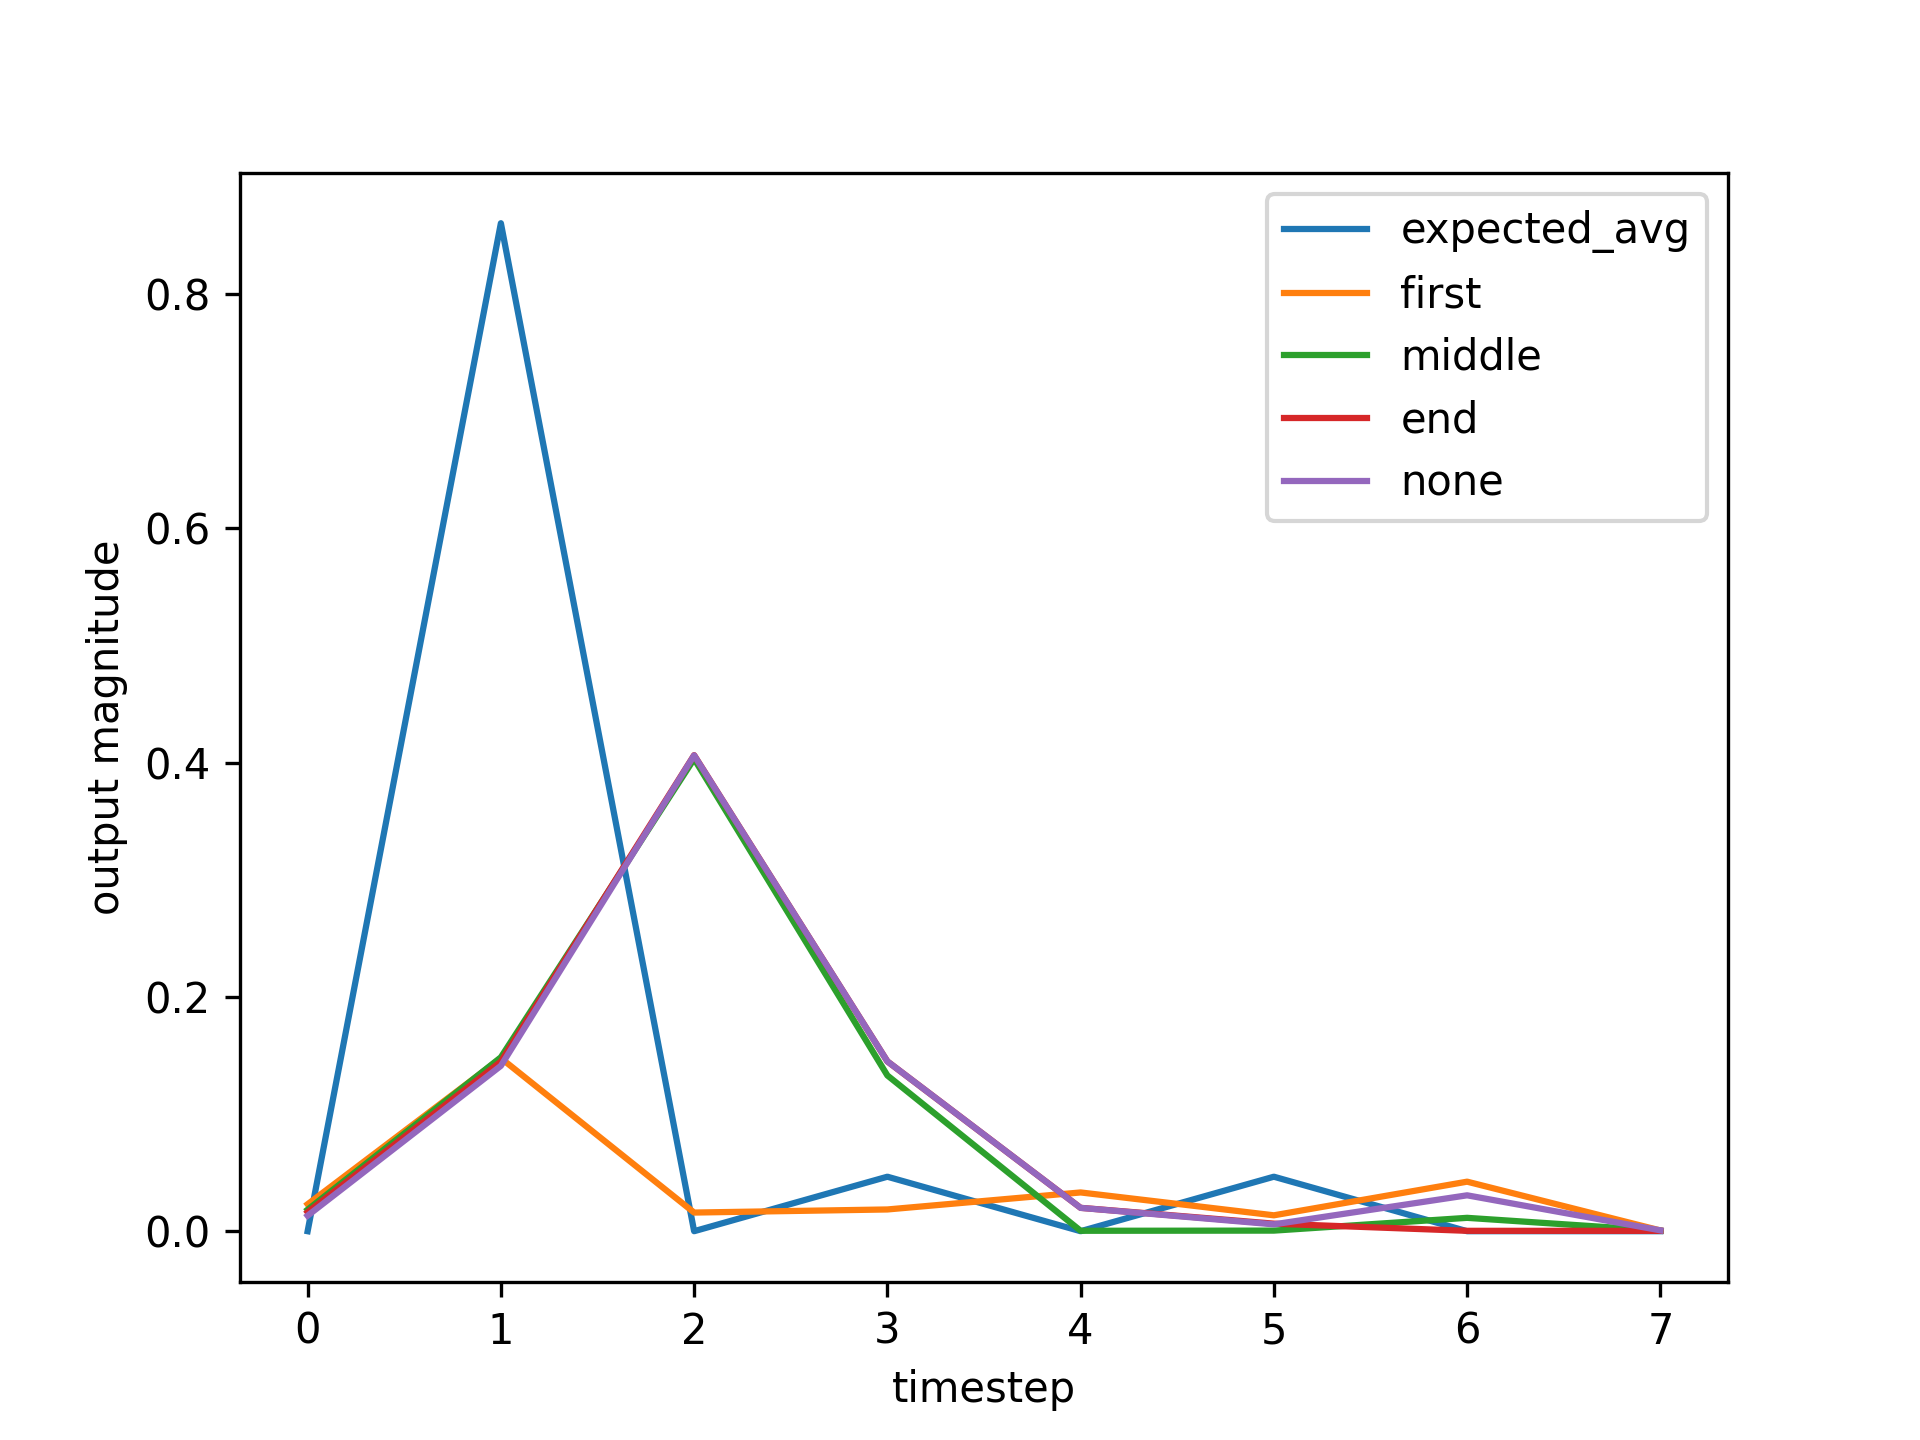 expected_avg
first
middle
end
none
output magnitude
0.8
0.6
0.4
0.2
0.0
0 1 2 3 4 5 6 7
timestep